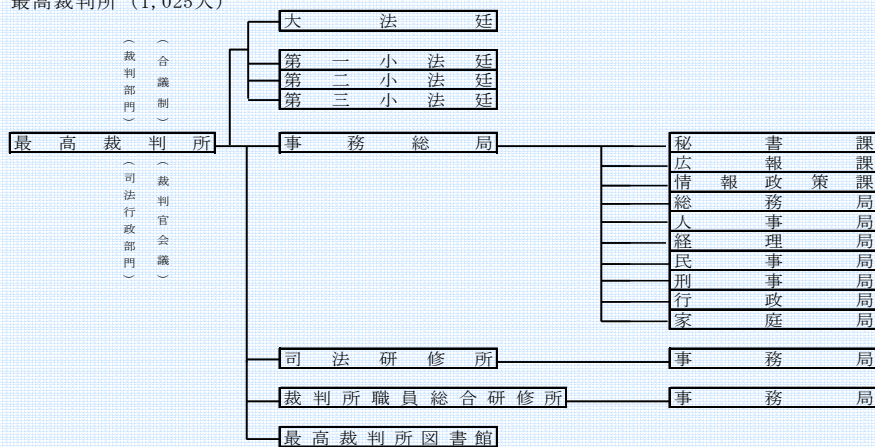 最高裁判所 (1,025人)
大法廷
(裁判部門)
(合議制)
第一小法廷
第二小法廷
第三小法廷
最高裁判所
事務総局
秘書課
広報課
情報政策課
総務局
人事局
経理局
民事局
刑事局
行政局
家庭局
(司法行政部門)
(裁判官会議)
司法研修所
事務局
裁判所職員総合研修所
事務局
最高裁判所図書館